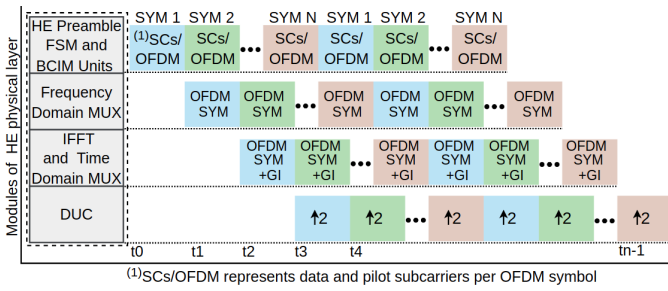 Modules of HE physical layer
SYM 1 SYM 2 SYM N SYM 1 SYM 2 SYM N
HE Preamble
FSM and
BCIM Units
(1)SCs/
OFDM
SCs/
OFDM
•••
SCs/
OFDM
SCs/
OFDM
SCs/
OFDM
•••
SCs/
OFDM
Frequency
Domain MUX
OFDM
SYM
OFDM
SYM
•••
OFDM
SYM
OFDM
SYM
OFDM
SYM
•••
OFDM
SYM
IFFT
and Time
Domain MUX
OFDM
SYM
+GI
OFDM
SYM
+GI
•••
OFDM
SYM
+GI
OFDM
SYM
+GI
OFDM
SYM
+GI
•••
OFDM
SYM
+GI
DUC
↑2 ↑2 ••• ↑2 ↑2 ↑2 ••• ↑2
t0 t1 t2 t3 t4 tn-1
(1)SCs/OFDM represents data and pilot subcarriers per OFDM symbol